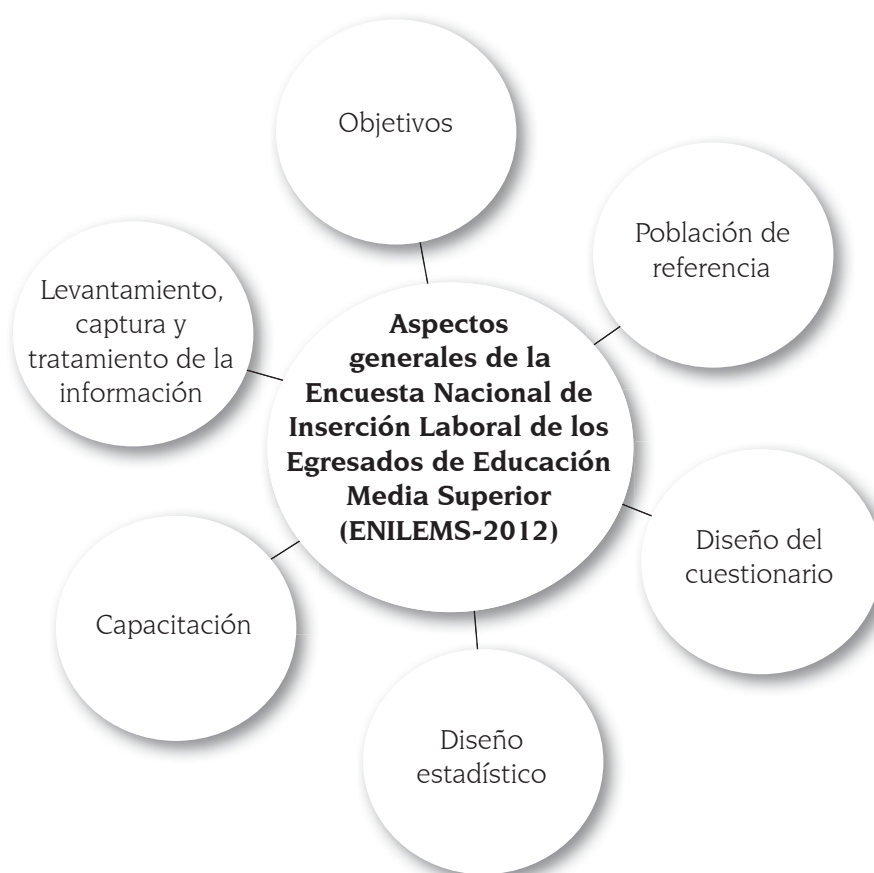 Objetivos
Población de
referencia
Levantamiento,
captura y
tratamiento de la
información
Aspectos
generales de la
Encuesta Nacional de
Inserción Laboral de los
Egresados de Educación
Media Superior
(ENILEMS-2012)
Diseño del
cuestionario
Capacitación
Diseño
estadístico